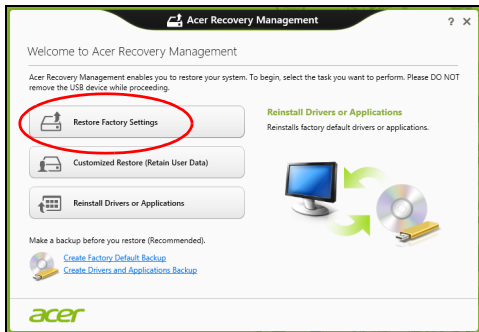 Acer Recovery Management
? ×
Welcome to Acer Recovery Management
Acer Recovery Management enables you to restore your system. To begin, select the task you want to perform. Please DO NOT
remove the USB device while proceeding.
Restore Factory Settings
Customized Restore (Retain User Data)
Reinstall Drivers or Applications
Reinstall Drivers or Applications
Reinstalls factory default drivers or applications.
Make a backup before you restore (Recommended).
Create Factory Default Backup
Create Drivers and Applications Backup
acer